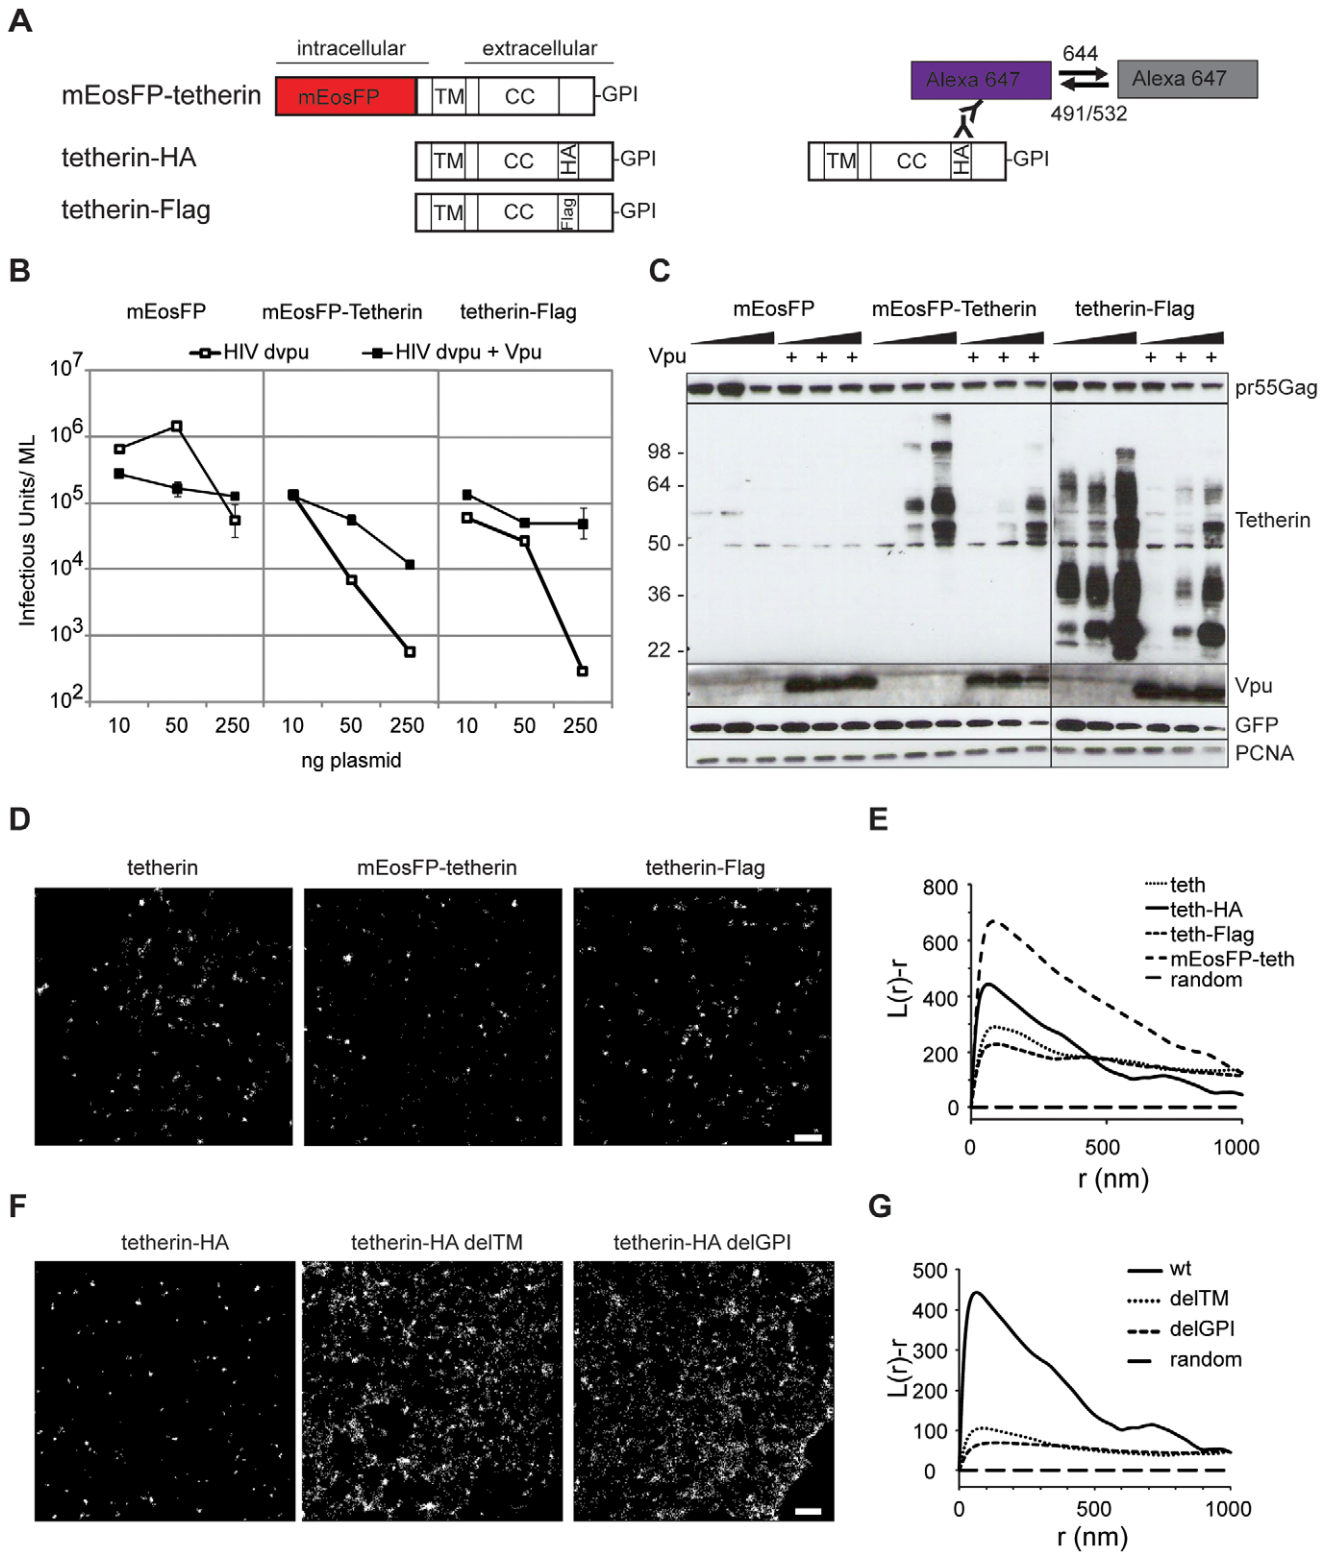 A
intracellular
extracellular
mEosFP-tetherin
mEosFP
TM
CC
-GPI
tetherin-HA
TM
CC
HA
-GPI
tetherin-Flag
TM
CC
Flag
-GPI
Alexa 647
644
491/532
Alexa 647
TM
CC
HA
-GPI
B
mEosFP
mEosFP-Tetherin
tetherin-Flag
HIV dvpu
HIV dvpu + Vpu
Infectious Units/ ML
10^7
10^6
10^5
10^4
10^3
10^2
10 50 250
10 50 250
10 50 250
ng plasmid
C
mEosFP
mEosFP-Tetherin
tetherin-Flag
Vpu
+ + +
+ + +
+ + +
pr55Gag
98 -
64 -
50 -
36 -
22 -
Tetherin
Vpu
GFP
PCNA
D
tetherin
mEosFP-tetherin
tetherin-Flag
E
L(r)-r
800
600
400
200
0
0 500 1000
r (nm)
teth
teth-HA
teth-Flag
mEosFP-teth
random
F
tetherin-HA
tetherin-HA delTM
tetherin-HA delGPI
G
L(r)-r
500
400
300
200
100
0
0 500 1000
r (nm)
wt
delTM
delGPI
random